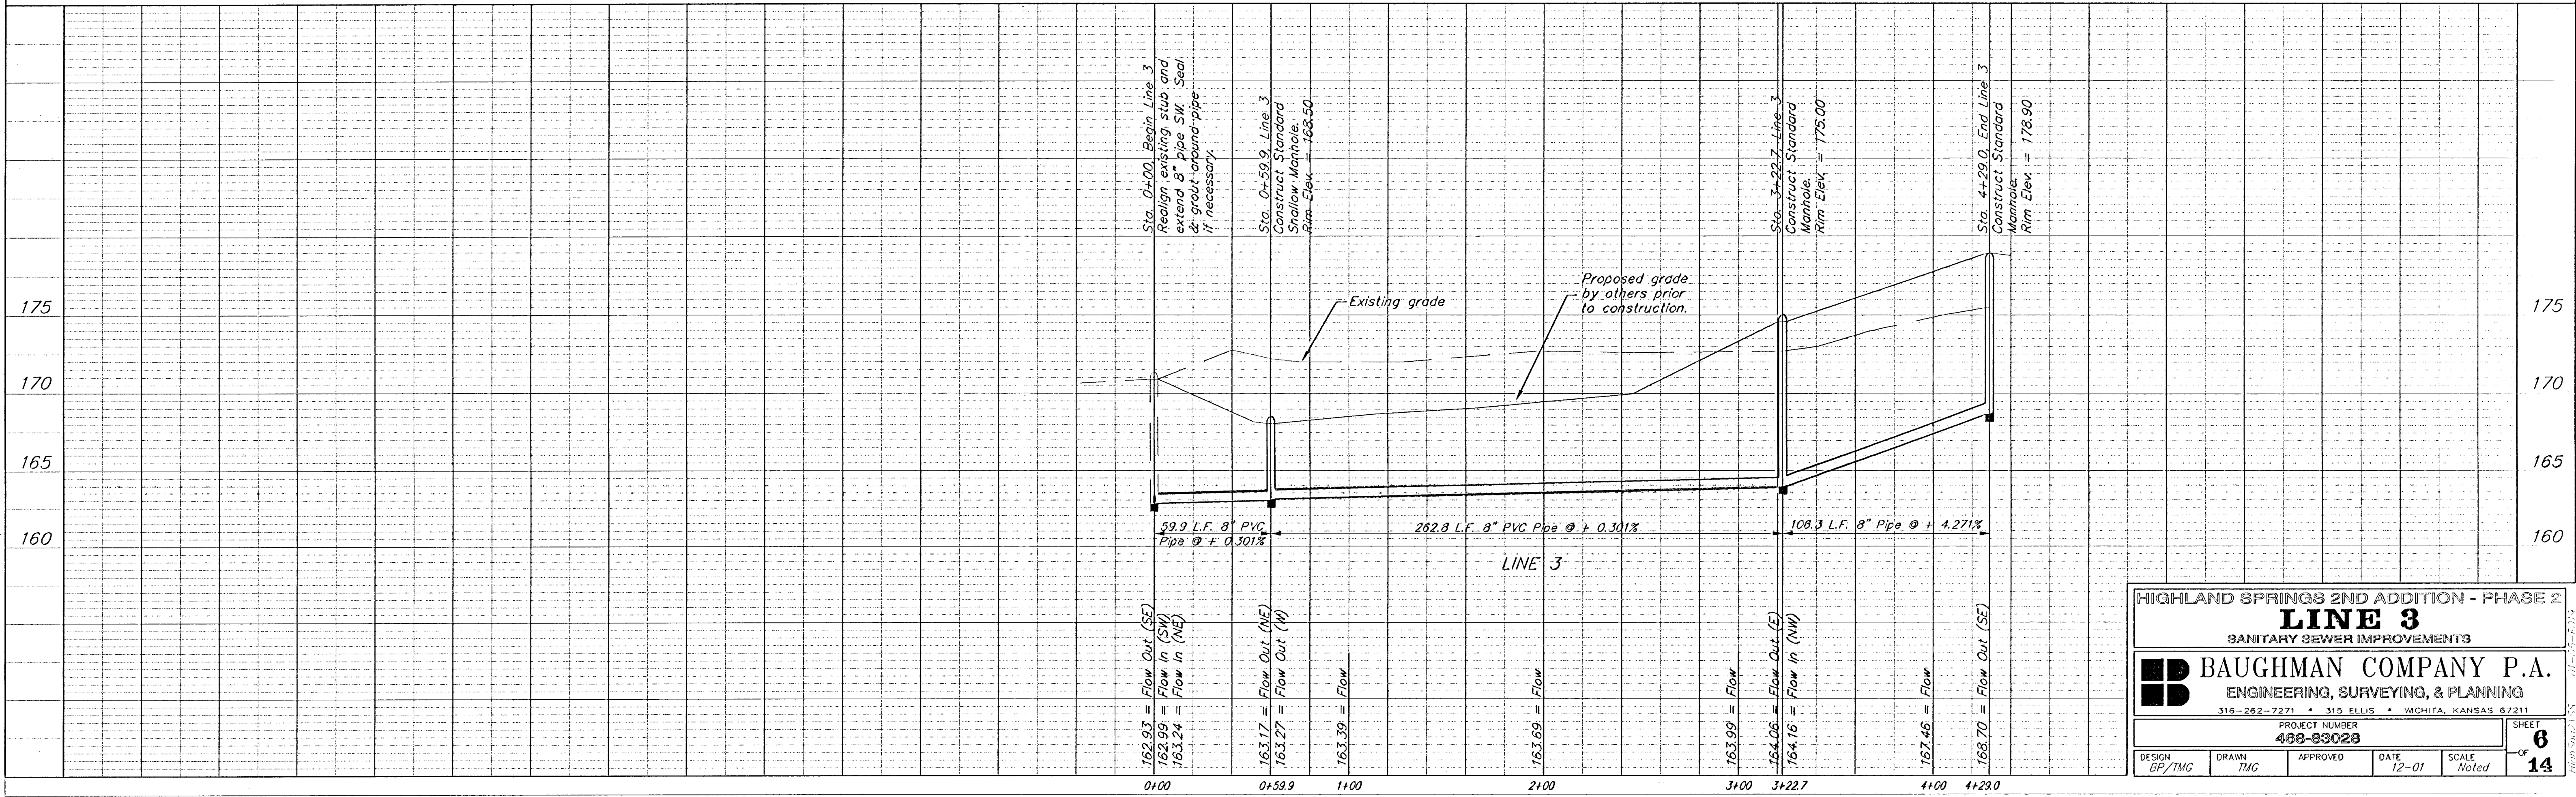 Sta. 0+00, Begin Line 3
Realign existing stub and
extend 8" pipe SW. Seal
& grout around pipe
if necessary.
Sta. 0+59.9, Line 3
Construct Standard
Shallow Manhole.
Rim Elev. = 168.50
Sta. 3+22.7, Line 3
Construct Standard
Manhole.
Rim Elev. = 175.00
Sta. 4+29.0, End Line 3
Construct Standard
Manhole.
Rim Elev. = 178.90
175
170
165
160
Existing grade
Proposed grade
by others prior
to construction.
175
170
165
160
59.9 L.F. 8" PVC
Pipe @ + 0.301%
262.8 L.F. 8" PVC Pipe @ + 0.301%
106.3 L.F. 8" Pipe @ + 4.271%
LINE 3
162.93 = Flow Out (SE)
162.99 = Flow In (SW)
163.24 = Flow In (NE)
163.17 = Flow Out (NE)
163.27 = Flow Out (W)
163.39 = Flow
163.69 = Flow
163.99 = Flow
164.06 = Flow Out (E)
164.16 = Flow In (NW)
167.46 = Flow
168.70 = Flow Out (SE)
0+00
0+59.9
1+00
2+00
3+00
3+22.7
4+00
4+29.0
HIGHLAND SPRINGS 2ND ADDITION - PHASE 2
LINE 3
SANITARY SEWER IMPROVEMENTS
BAUGHMAN COMPANY P.A.
ENGINEERING, SURVEYING, & PLANNING
316-262-7271 * 315 ELLIS * WICHITA, KANSAS 67211
PROJECT NUMBER
468-83028
SHEET
6
OF
14
DESIGN
BP/TMG
DRAWN
TMG
APPROVED
DATE
12-01
SCALE
Noted